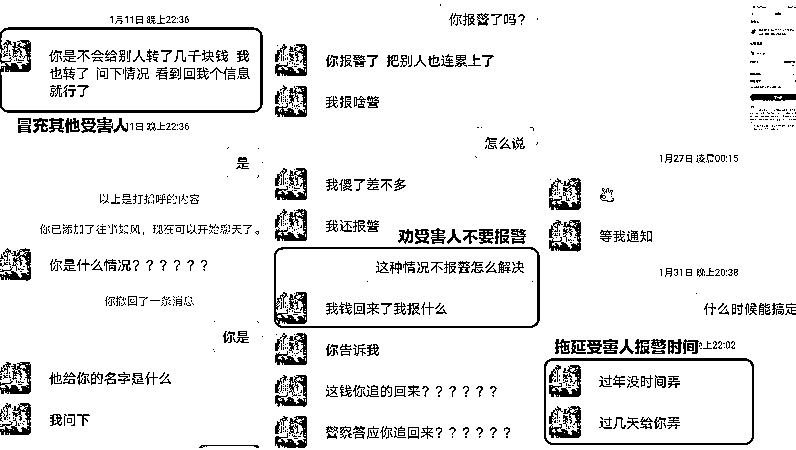 1月11日 晚上22:36
你是不会给别人转了几千块钱 我
也转了 问下情况 看到回我个信息
就行了
冒充其他受害人
11日 晚上22:36
是
以上是打招呼的内容
你已添加了往事如风，现在可以开始聊天了。
你是什么情况？？？？？？
你撤回了一条消息
你是
他给你的名字是什么
我问下
你报警了吗？
你报警了 把别人也连累上了
我报啥警
怎么说
我傻了差不多
我还报警
劝受害人不要报警
这种情况不报警怎么解决
我钱回来了我报什么
你告诉我
这钱你追的回来？？？？？？
警察答应你追回来？？？？？？
1月27日 凌晨00:15
等我通知
1月31日 晚上20:38
什么时候能搞定
拖延受害人报警时间
晚上22:02
过年没时间弄
过几天给你弄